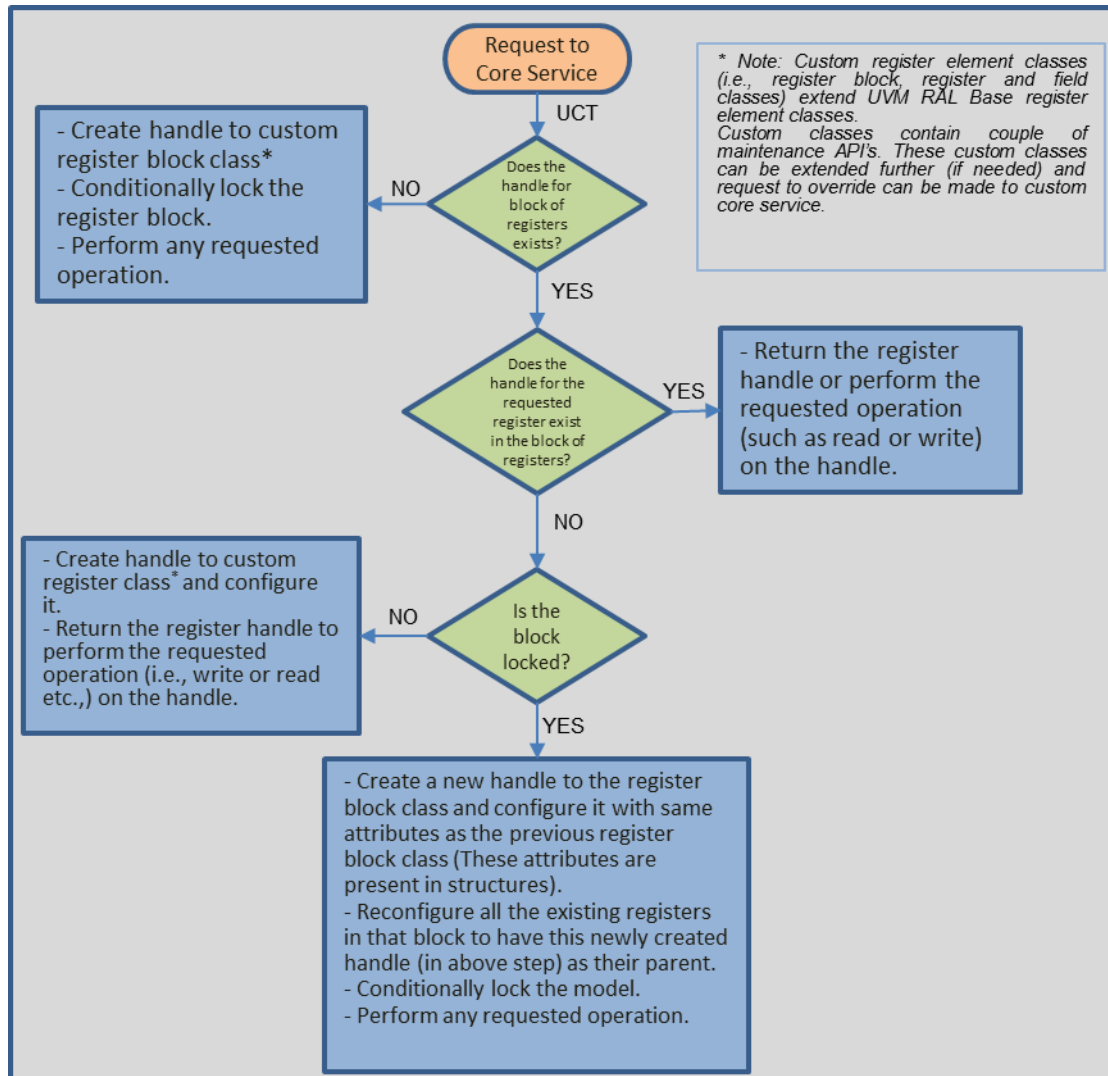 Request to
Core Service
* Note: Custom register element classes
(i.e., register block, register and field
classes) extend UVM RAL Base register
element classes.
Custom classes contain couple of
maintenance API's. These custom classes
can be extended further (if needed) and
request to override can be made to custom
core service.
UCT
- Create handle to custom
register block class*
- Conditionally lock the
register block.
- Perform any requested
operation.
NO
Does the
handle for
block of
registers
exists?
YES
Does the
handle for the
requested
register exist
in the block of
registers?
YES
- Return the register
handle or perform the
requested operation
(such as read or write)
on the handle.
NO
- Create handle to custom
register class* and configure
it.
- Return the register handle to
perform the requested
operation (i.e., write or read
etc.,) on the handle.
NO
Is the
block
locked?
YES
- Create a new handle to the register
block class and configure it with same
attributes as the previous register
block class (These attributes are
present in structures).
- Reconfigure all the existing registers
in that block to have this newly created
handle (in above step) as their parent.
- Conditionally lock the model.
- Perform any requested operation.